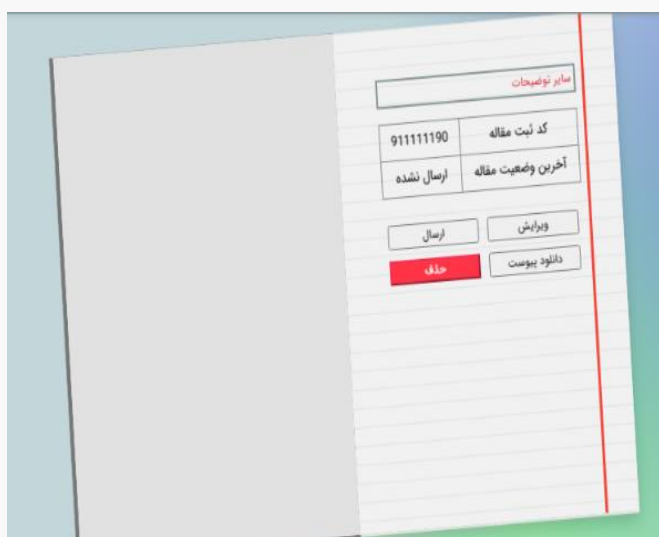 سایر توضیحات
کد ثبت مقاله 911111190
آخرین وضعیت مقاله ارسال نشده
ویرایش ارسال
دانلود پیوست حذف